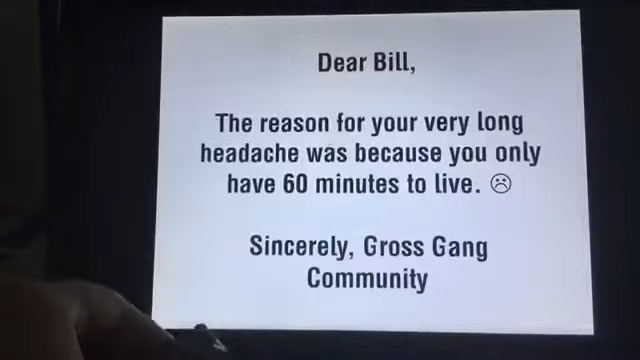 Dear Bill,
The reason for your very long
headache was because you only
have 60 minutes to live. ☹
Sincerely, Gross Gang
Community